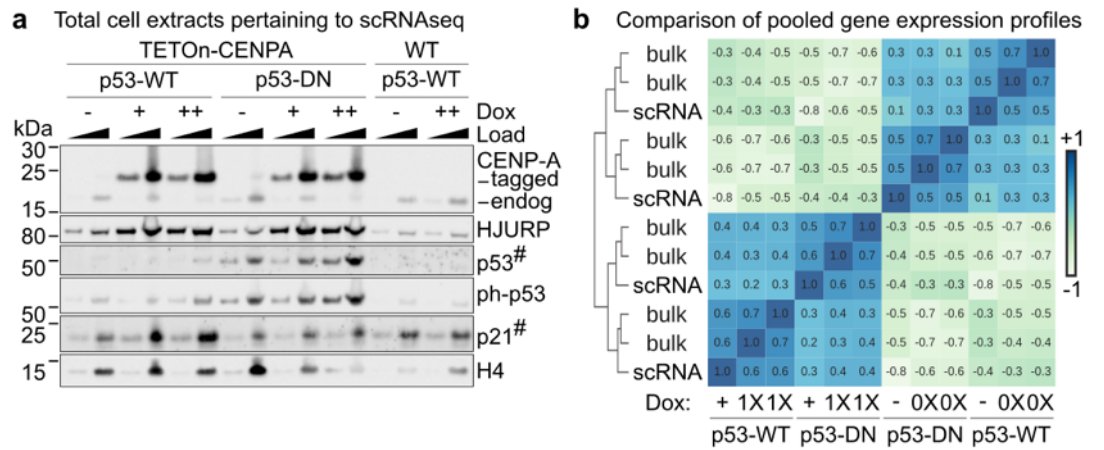 a Total cell extracts pertaining to scRNAseq
TETOn-CENPA WT
p53-WT p53-DN p53-WT
- + ++ - + ++ - ++ Dox
kDa Load
30
25
15
CENP-A
-tagged
-endog
80 HJURP
50 p53#
ph-p53
50
25 p21#
15 H4
b Comparison of pooled gene expression profiles
bulk -0.3 -0.4 -0.5 -0.5 -0.7 -0.6 0.3 0.3 0.1 0.5 0.7 1.0
bulk -0.3 -0.4 -0.5 -0.5 -0.7 -0.7 0.3 0.3 0.3 0.5 1.0 0.7
scRNA -0.4 -0.3 -0.3 -0.8 -0.6 -0.5 0.1 0.3 0.3 1.0 0.5 0.5
bulk -0.6 -0.7 -0.6 -0.3 -0.5 -0.5 0.5 0.7 1.0 0.3 0.3 0.1
bulk -0.6 -0.7 -0.7 -0.3 -0.5 -0.5 0.5 1.0 0.7 0.3 0.3 0.3
scRNA -0.8 -0.5 -0.5 -0.4 -0.4 -0.3 1.0 0.5 0.5 0.1 0.3 0.3
bulk 0.4 0.4 0.3 0.5 0.7 1.0 -0.3 -0.5 -0.5 -0.5 -0.7 -0.6
bulk 0.4 0.3 0.4 0.6 1.0 0.7 -0.4 -0.5 -0.5 -0.6 -0.7 -0.7
scRNA 0.3 0.2 0.3 1.0 0.6 0.5 -0.4 -0.3 -0.3 -0.8 -0.5 -0.5
bulk 0.6 0.7 1.0 0.3 0.4 0.3 -0.5 -0.7 -0.6 -0.3 -0.5 -0.5
bulk 0.6 1.0 0.7 0.2 0.3 0.4 -0.5 -0.7 -0.7 -0.3 -0.4 -0.4
scRNA 1.0 0.6 0.6 0.3 0.4 0.4 -0.8 -0.6 -0.6 -0.4 -0.3 -0.3
Dox: + 1X 1X + 1X 1X - 0X 0X - 0X 0X
p53-WT p53-DN p53-DN p53-WT
+1
-1